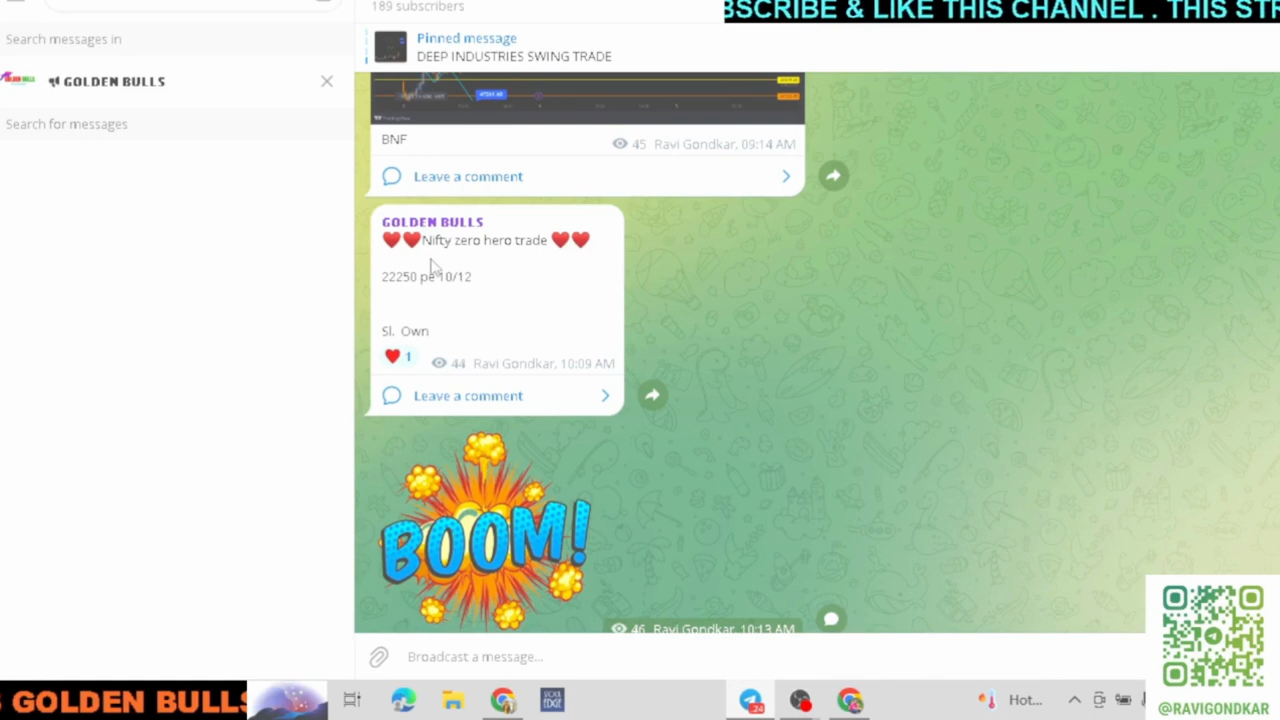 189 subscribers
BSCRIBE & LIKE THIS CHANNEL . THIS STR
Search messages in
GOLDEN BULLS
Search for messages
Pinned message
DEEP INDUSTRIES SWING TRADE
BNF
45 Ravi Gondkar, 09:14 AM
Leave a comment
GOLDEN BULLS
❤️❤️Nifty zero hero trade ❤️❤️
22250 pe 10/12
Sl. Own
❤️ 1
44 Ravi Gondkar, 10:09 AM
Leave a comment
BOOM!
46 Ravi Gondkar, 10:13 AM
Broadcast a message...
GOLDEN BULLS
STOCK
EDGE
24
Hot...
@RAVIGONDKAR